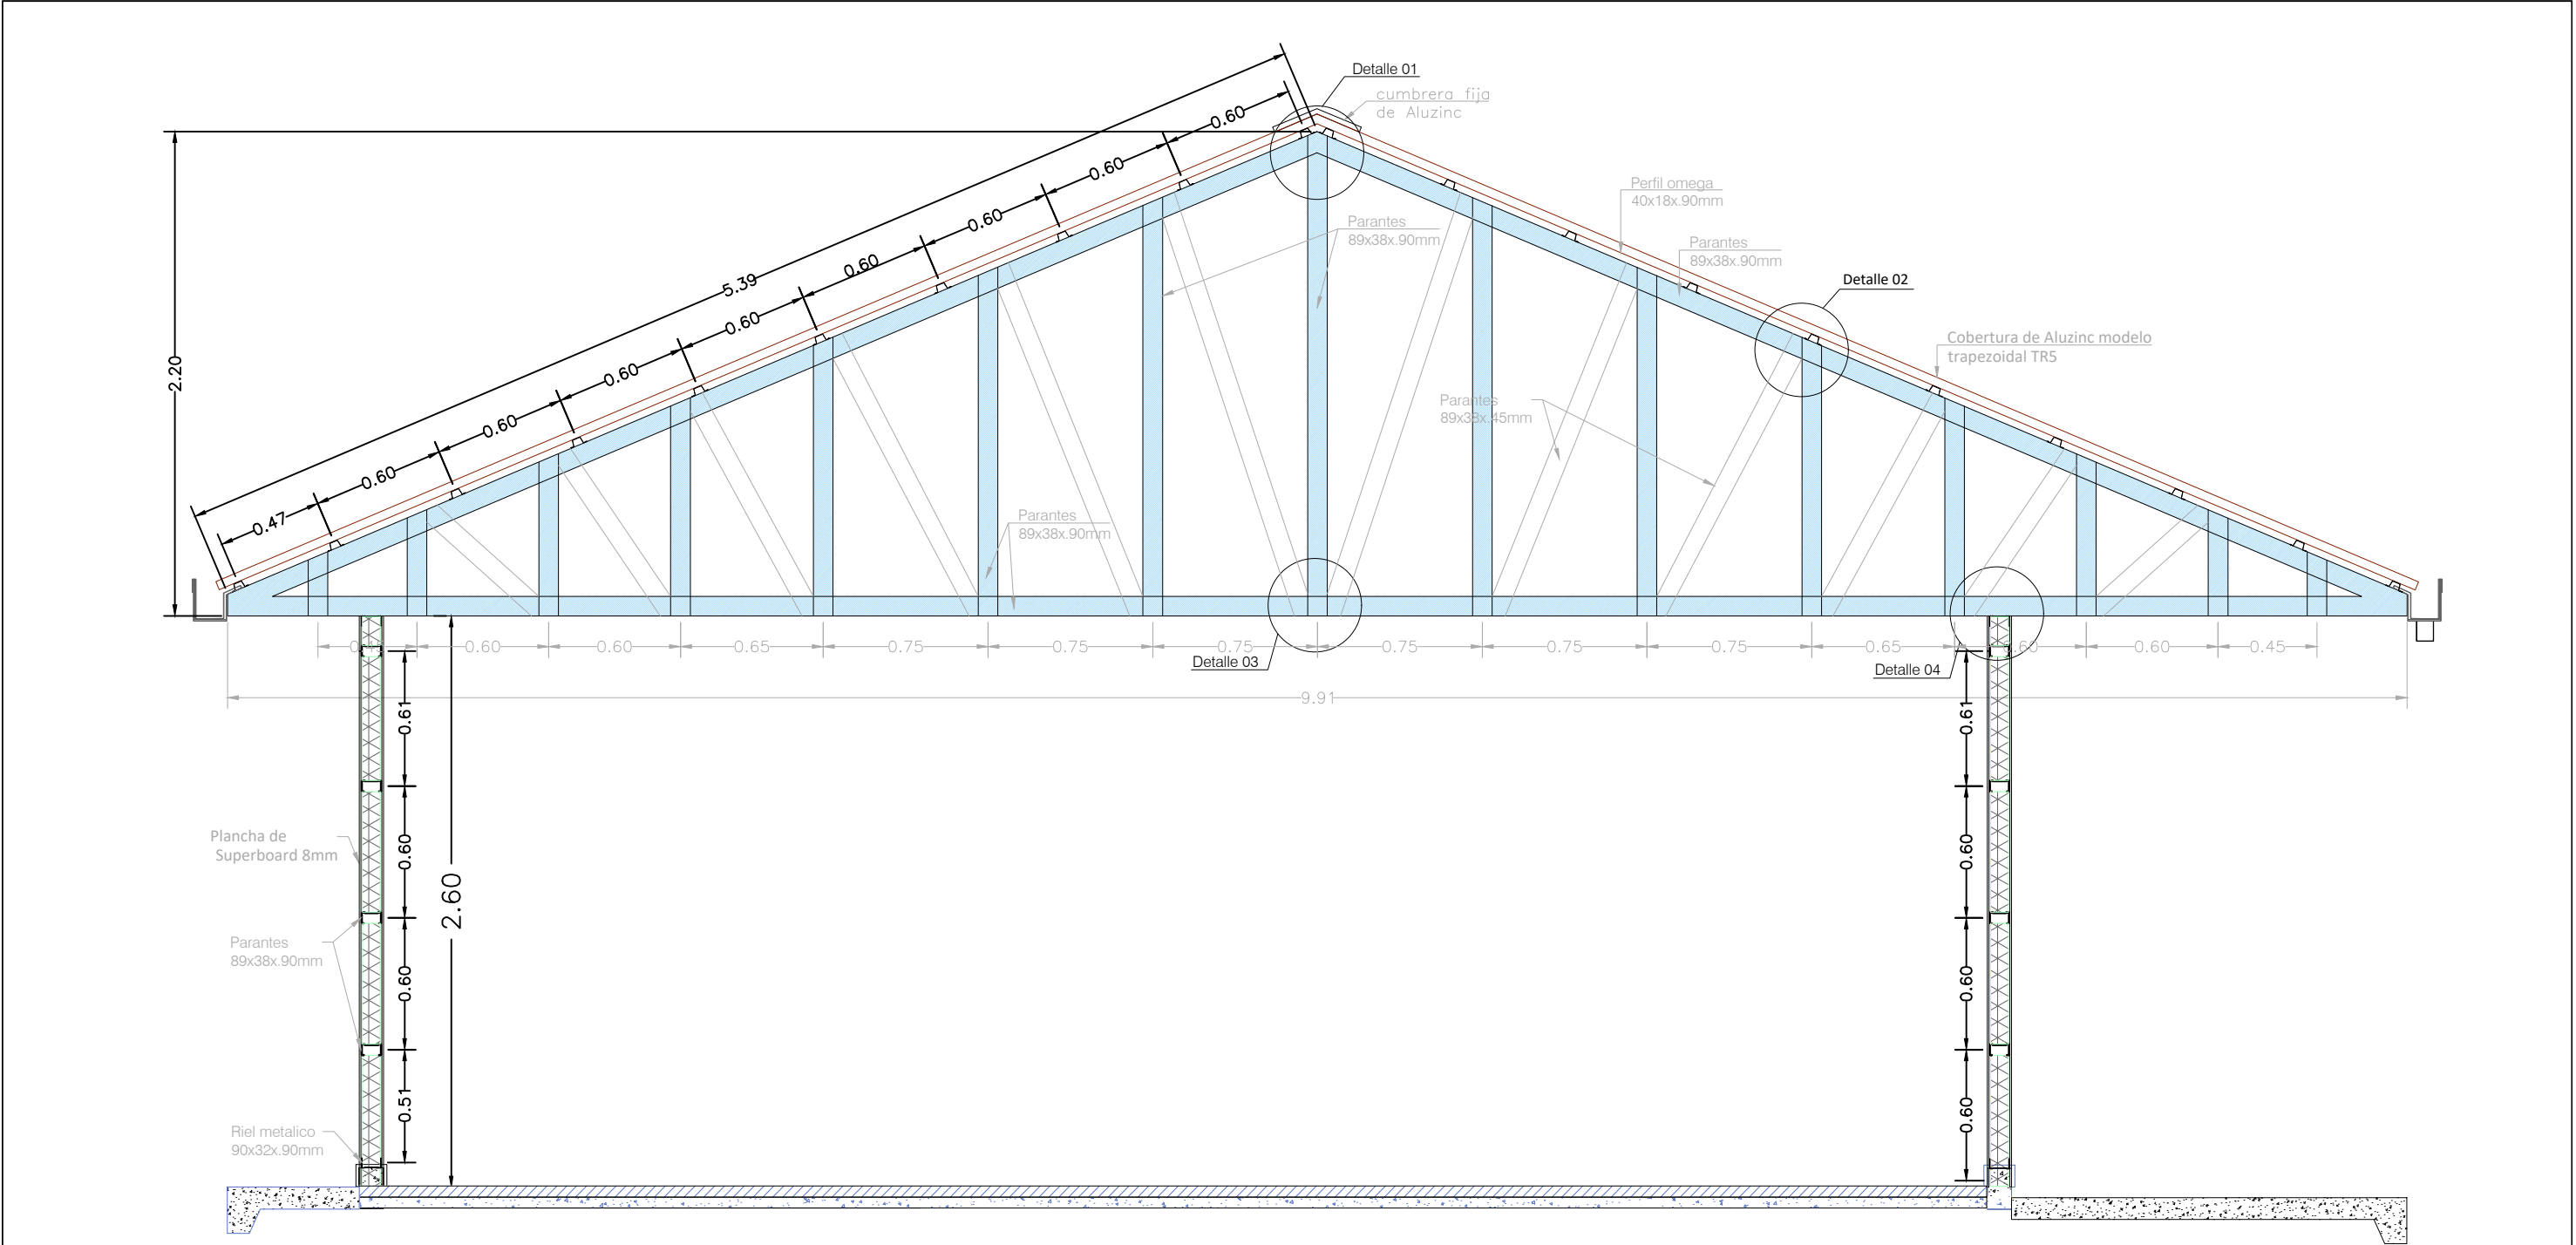 Detalle 01
cumbrera fija
de Aluzinc
0.60
0.60
0.60
0.60
0.60
0.60
0.60
0.60
0.47
5.39
2.20
Perfil omega
40x18x.90mm
Parantes
89x38x.90mm
Parantes
89x38x.90mm
Detalle 02
Cobertura de Aluzinc modelo
trapezoidal TR5
Parantes
89x38x.45mm
Parantes
89x38x.90mm
0.60
0.60
0.65
0.75
0.75
0.75
0.75
0.75
0.75
0.65
0.60
0.60
0.45
Detalle 03
Detalle 04
9.91
0.61
0.60
0.60
0.51
2.60
0.61
0.60
0.60
0.60
Plancha de
Superboard 8mm
Parantes
89x38x.90mm
Riel metalico
90x32x.90mm